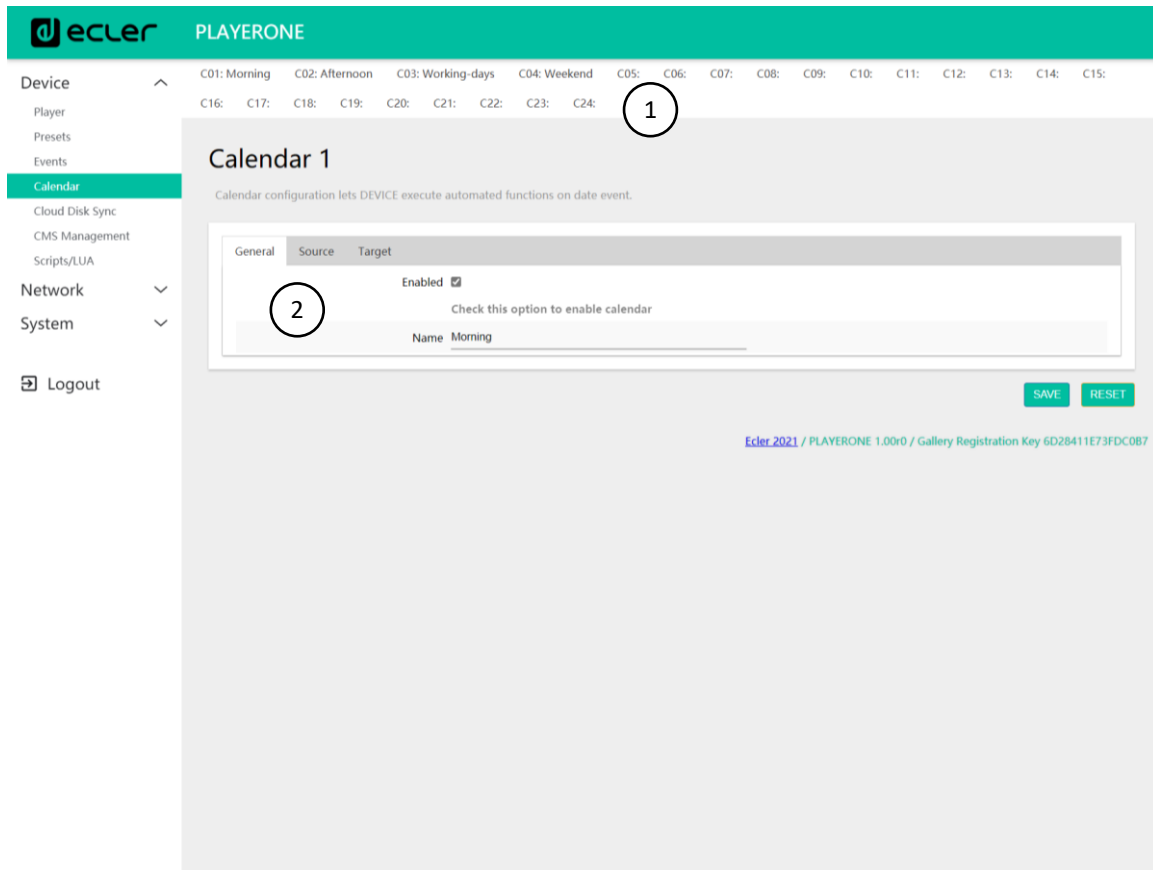 ecler
PLAYERONE
Device
Player
Presets
Events
Calendar
Cloud Disk Sync
CMS Management
Scripts/LUA
Network
System
Logout
C01: Morning C02: Afternoon C03: Working-days C04: Weekend C05: C06: C07: C08: C09: C10: C11: C12: C13: C14: C15:
C16: C17: C18: C19: C20: C21: C22: C23: C24:
1
Calendar 1
Calendar configuration lets DEVICE execute automated functions on date event.
General Source Target
Enabled
2
Check this option to enable calendar
Name Morning
SAVE RESET
Ecler 2021 / PLAYERONE 1.00r0 / Gallery Registration Key 6D28411E73FDC0B7